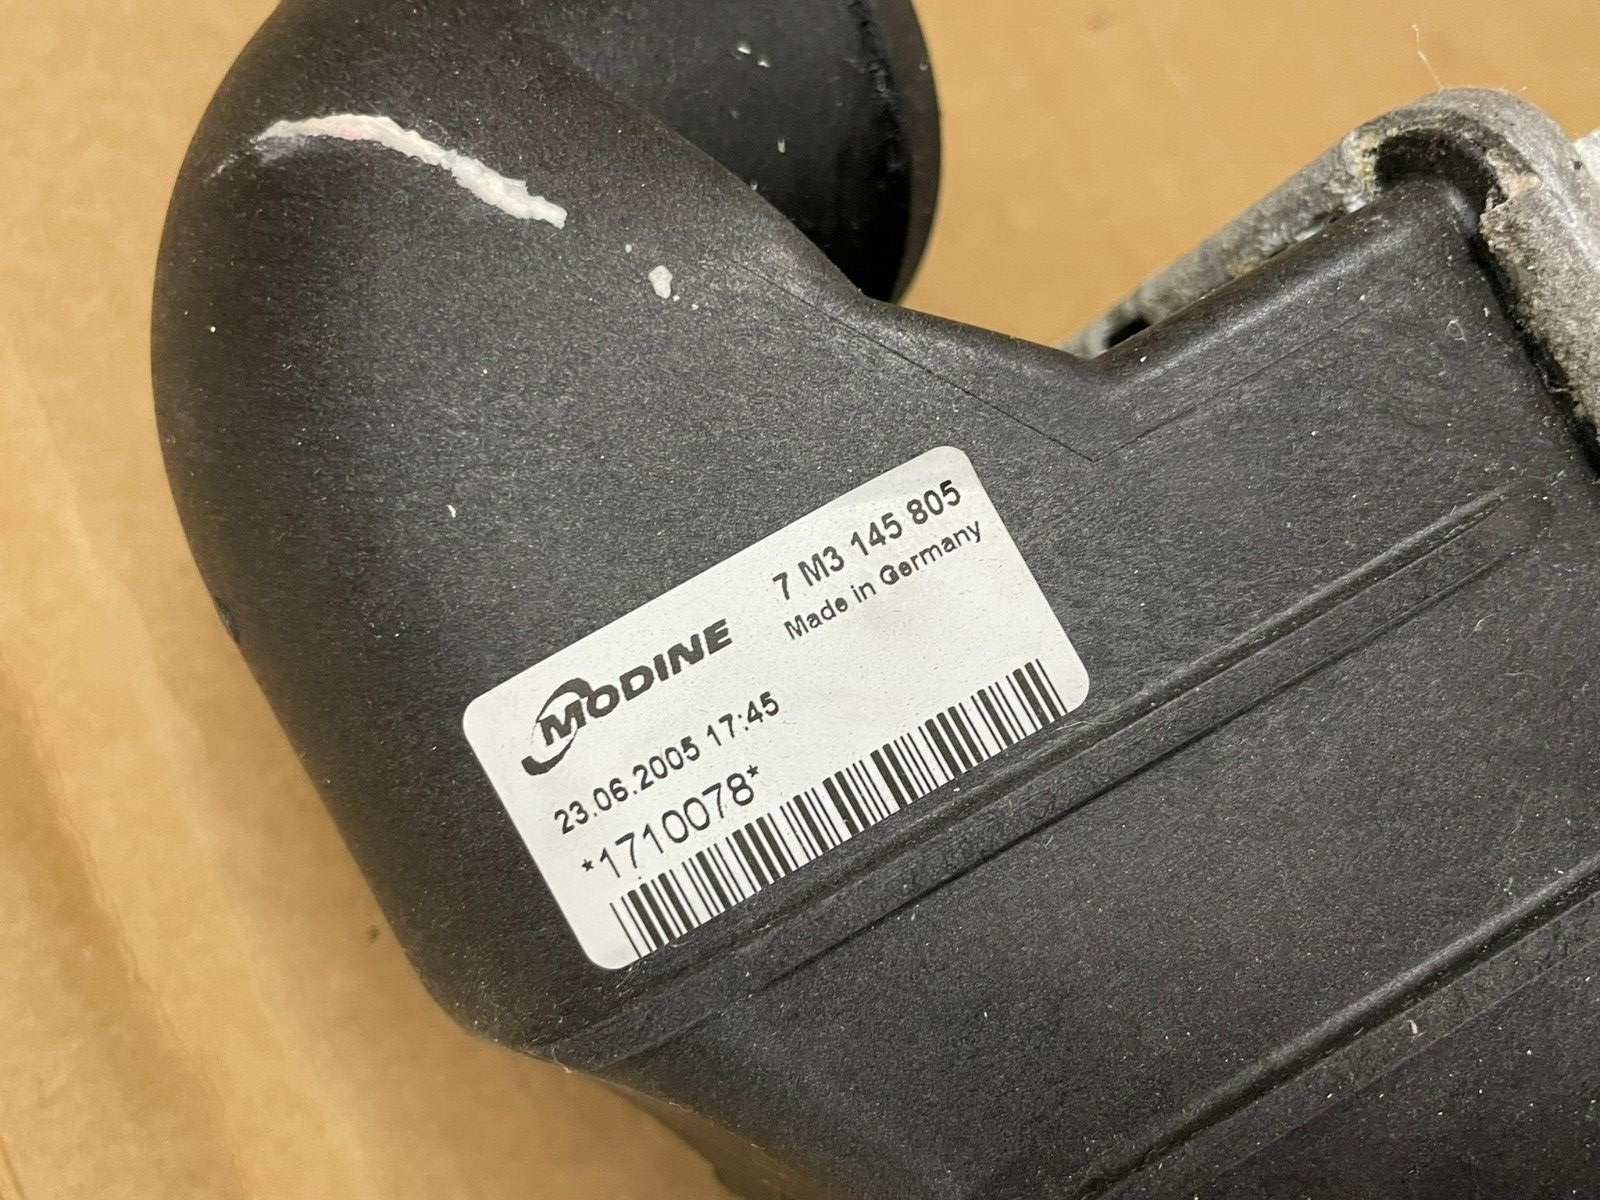 7 M3 145 805
Made in Germany
MODINE
23.06.2005 17:45
*1710078*